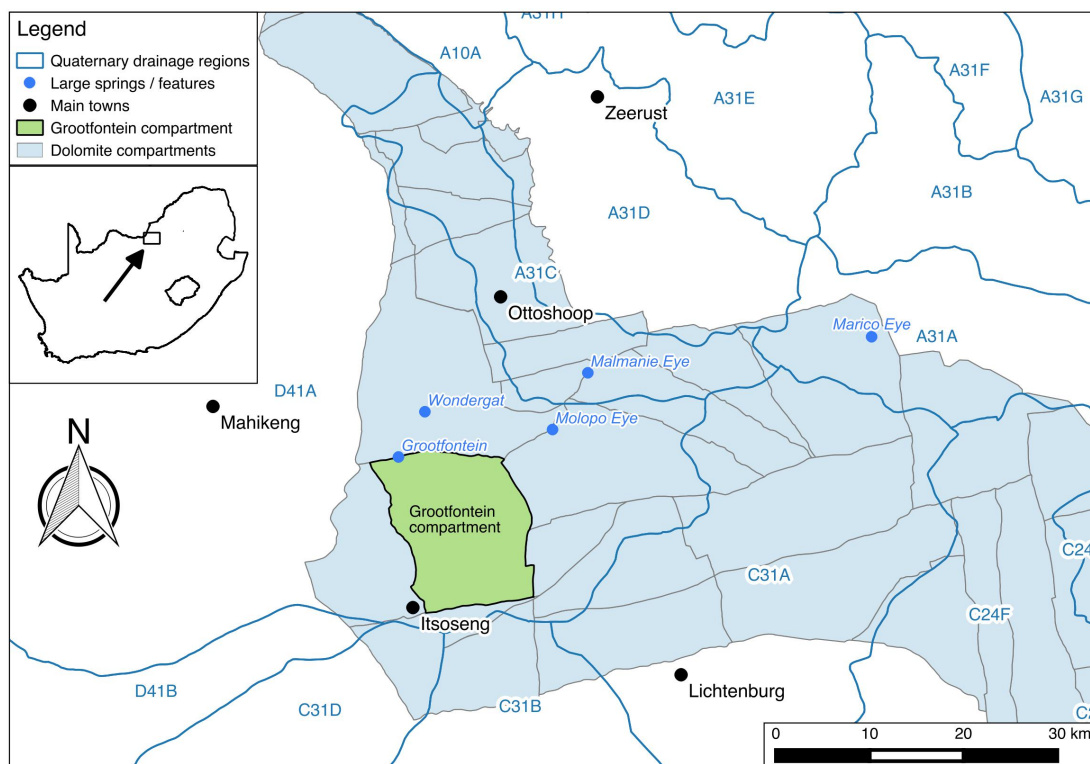 Legend
Quaternary drainage regions
Large springs / features
Main towns
Grootfontein compartment
Dolomite compartments
A31H
A10A
A31F
A31E
A31G
Zeerust
A31B
A31D
A31C
Ottoshoop
Marico Eye
A31A
Malmanie Eye
D41A
Wondergat
Mahikeng
Molopo Eye
N
Grootfontein
Grootfontein
compartment
C24
C31A
C24F
Itsoseng
D41B
Lichtenburg
C31D
C31B
0 10 20 30 km